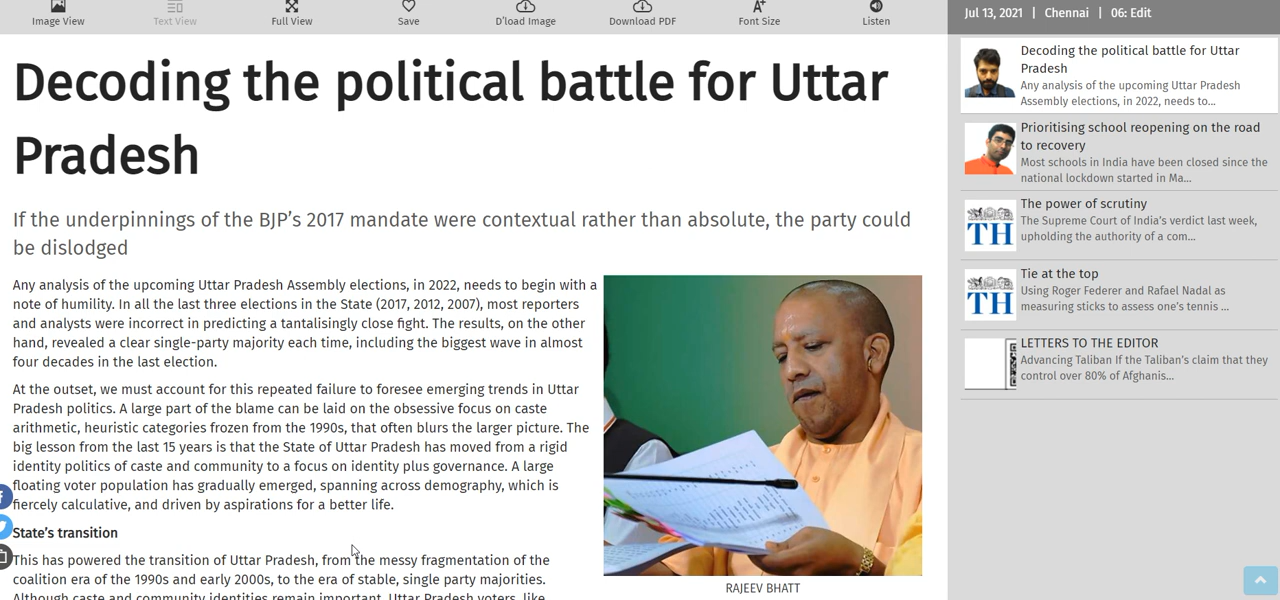 Image View
Text View
Full View
Save
D'load Image
Download PDF
Font Size
Listen
Decoding the political battle for Uttar
Pradesh
If the underpinnings of the BJP's 2017 mandate were contextual rather than absolute, the party could
be dislodged
Any analysis of the upcoming Uttar Pradesh Assembly elections, in 2022, needs to begin with a
note of humility. In all the last three elections in the State (2017, 2012, 2007), most reporters
and analysts were incorrect in predicting a tantalisingly close fight. The results, on the other
hand, revealed a clear single-party majority each time, including the biggest wave in almost
four decades in the last election.
At the outset, we must account for this repeated failure to foresee emerging trends in Uttar
Pradesh politics. A large part of the blame can be laid on the obsessive focus on caste
arithmetic, heuristic categories frozen from the 1990s, that often blurs the larger picture. The
big lesson from the last 15 years is that the State of Uttar Pradesh has moved from a rigid
identity politics of caste and community to a focus on identity plus governance. A large
floating voter population has gradually emerged, spanning across demography, which is
fiercely calculative, and driven by aspirations for a better life.
State's transition
This has powered the transition of Uttar Pradesh, from the messy fragmentation of the
coalition era of the 1990s and early 2000s, to the era of stable, single party majorities.
Although caste and community identities remain important, Uttar Pradesh voters, like
RAJEEV BHATT
Jul 13, 2021 | Chennai | 06: Edit
Decoding the political battle for Uttar
Pradesh
Any analysis of the upcoming Uttar Pradesh
Assembly elections, in 2022, needs to...
Prioritising school reopening on the road
to recovery
Most schools in India have been closed since the
national lockdown started in Ma...
TH
The power of scrutiny
The Supreme Court of India's verdict last week,
upholding the authority of a com...
TH
Tie at the top
Using Roger Federer and Rafael Nadal as
measuring sticks to assess one's tennis ...
LETTERS TO THE EDITOR
Advancing Taliban If the Taliban's claim that they
control over 80% of Afghanis...